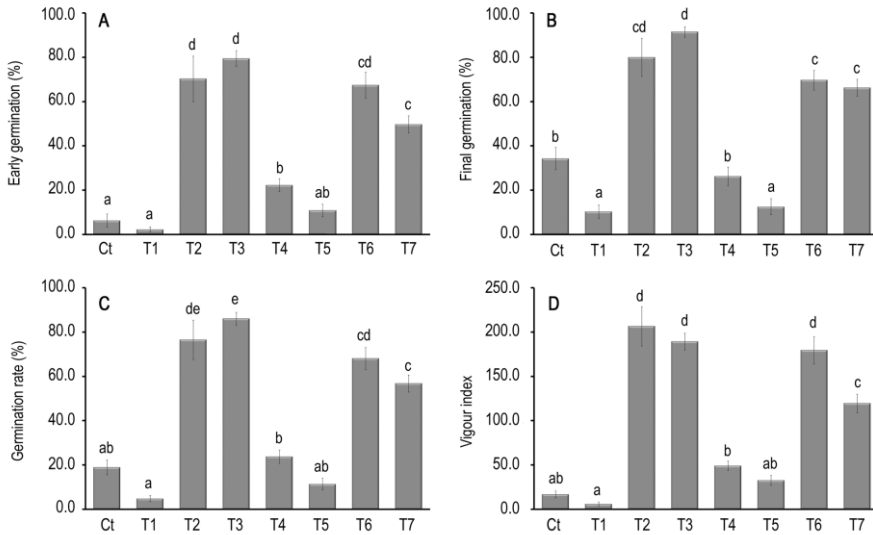 A
Early germination (%)
100.0
80.0
60.0
40.0
20.0
0.0
a
a
d
d
b
ab
cd
c
Ct T1 T2 T3 T4 T5 T6 T7
B
Final germination (%)
100.0
80.0
60.0
40.0
20.0
0.0
b
a
cd
d
b
a
c
c
Ct T1 T2 T3 T4 T5 T6 T7
C
Germination rate (%)
100.0
80.0
60.0
40.0
20.0
0.0
ab
a
de
e
b
ab
cd
c
Ct T1 T2 T3 T4 T5 T6 T7
D
Vigour index
250.0
200.0
150.0
100.0
50.0
0.0
ab
a
d
d
b
ab
d
c
Ct T1 T2 T3 T4 T5 T6 T7